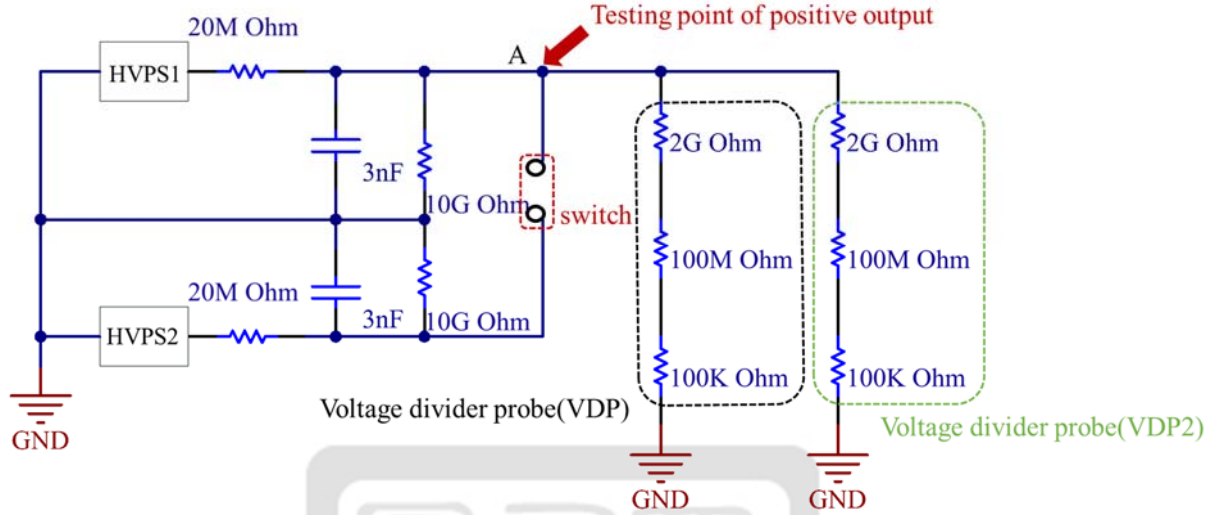 Testing point of positive output
20M Ohm
A
HVPS1
2G Ohm
2G Ohm
3nF
10G Ohm
switch
100M Ohm
100M Ohm
20M Ohm
3nF
10G Ohm
HVPS2
100K Ohm
100K Ohm
Voltage divider probe(VDP)
Voltage divider probe(VDP2)
GND
GND
GND